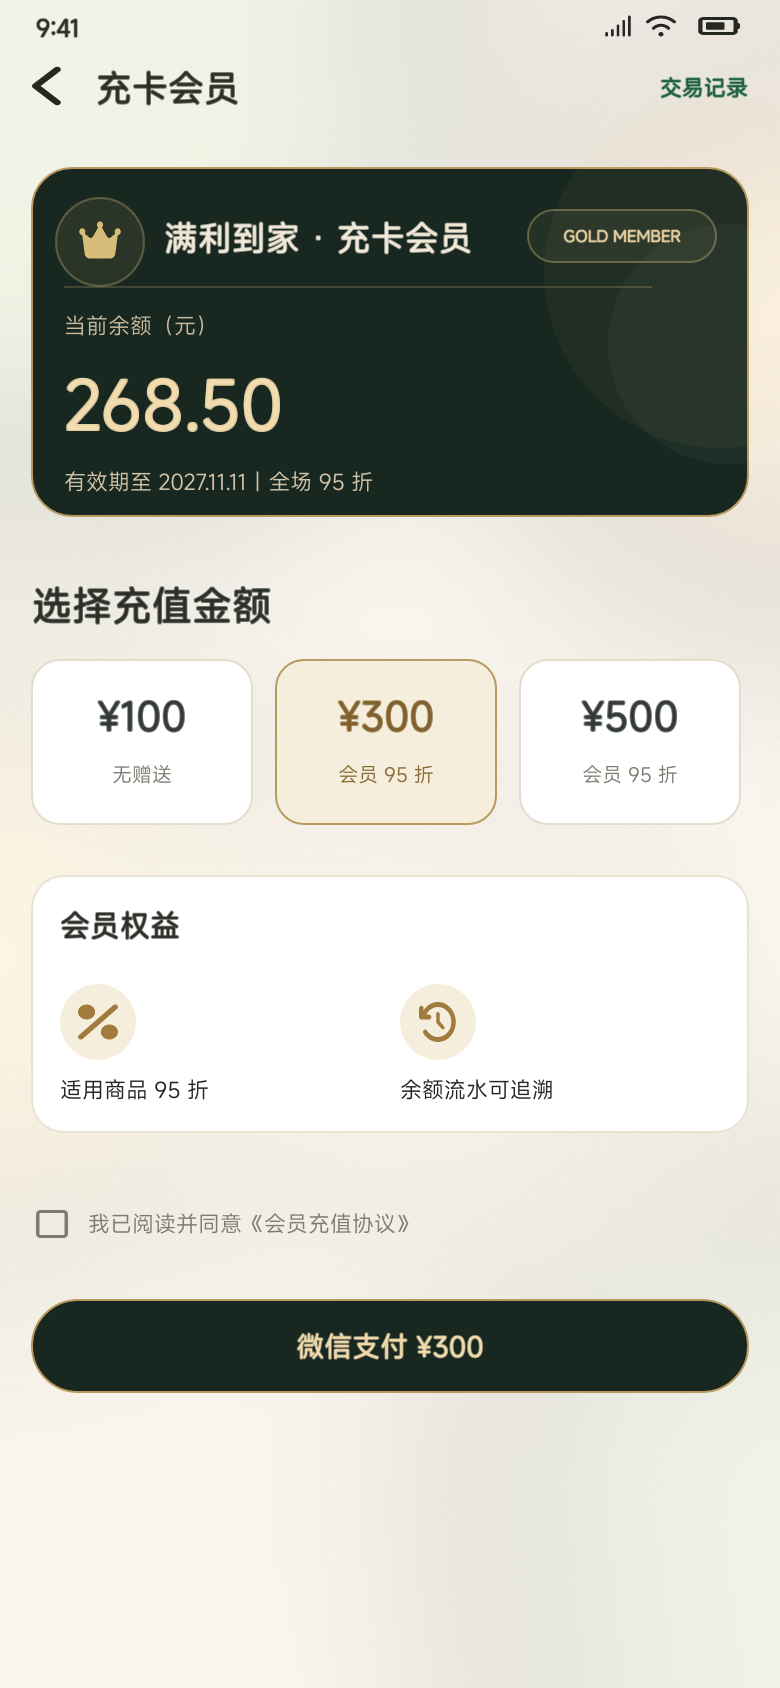 9:41
充卡会员
交易记录
满利到家 · 充卡会员
GOLD MEMBER
当前余额（元）
268.50
有效期至 2027.11.11 | 全场 95 折
选择充值金额
¥100
无赠送
¥300
会员 95 折
¥500
会员 95 折
会员权益
适用商品 95 折
余额流水可追溯
我已阅读并同意《会员充值协议》
微信支付 ¥300